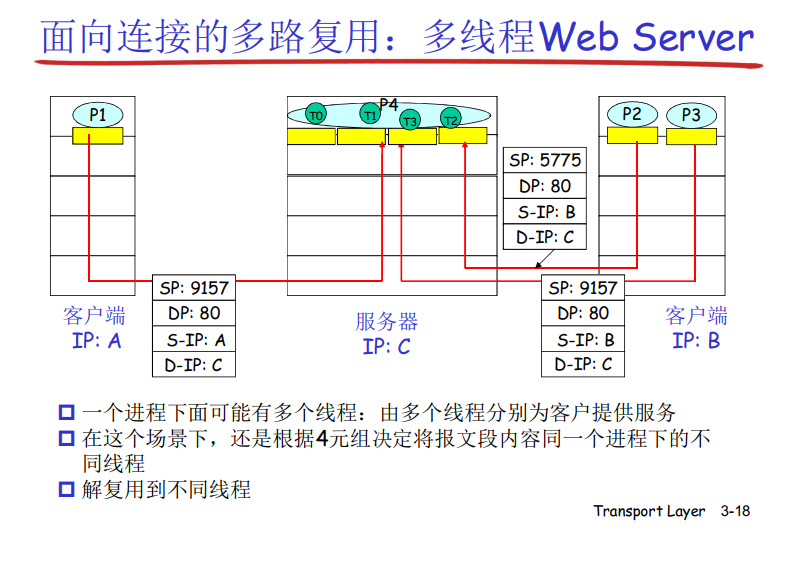 面向连接的多路复用：多线程Web Server
P1
P4
T0
T1
T3
T2
P2
P3
SP: 5775
DP: 80
S-IP: B
D-IP: C
SP: 9157
DP: 80
S-IP: A
D-IP: C
SP: 9157
DP: 80
S-IP: B
D-IP: C
客户端
IP: A
服务器
IP: C
客户端
IP: B
一个进程下面可能有多个线程：由多个线程分别为客户提供服务
在这个场景下，还是根据4元组决定将报文段内容同一个进程下的不
同线程
解复用到不同线程
Transport Layer 3-18